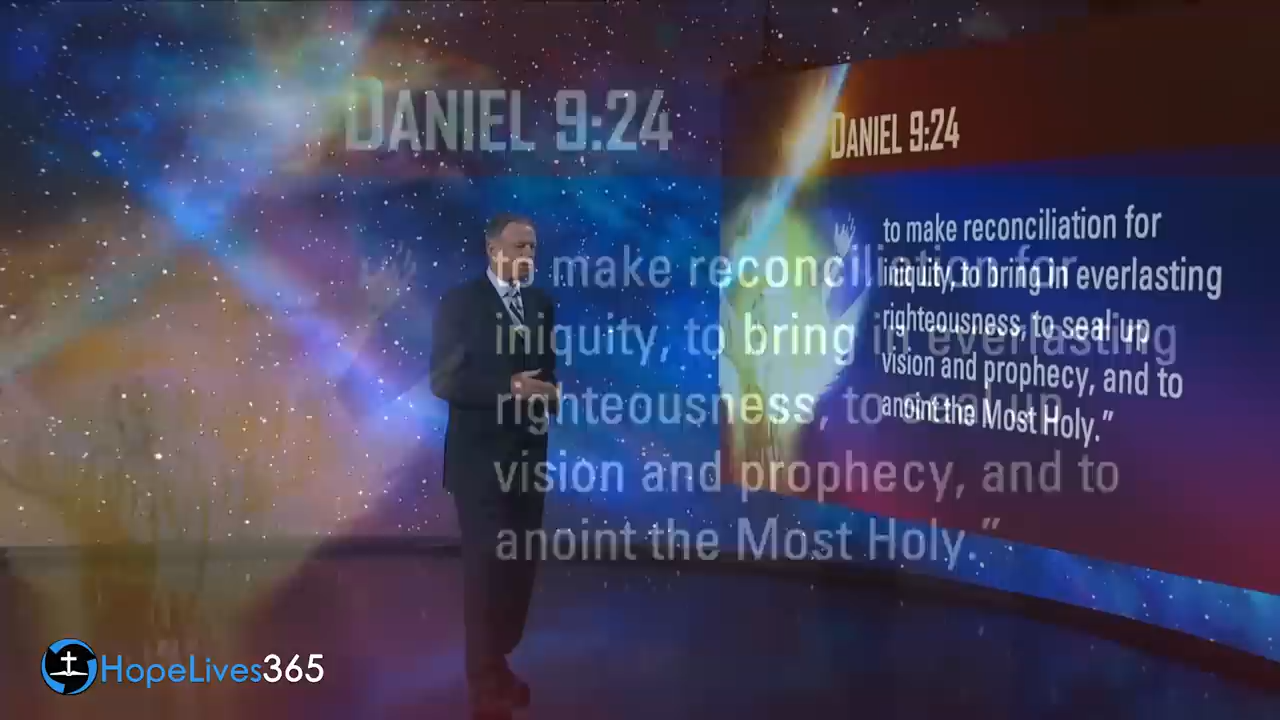 DANIEL 9:24
to make reconciliation for
iniquity, to bring in everlasting
righteousness, to seal up
vision and prophecy, and to
anoint the Most Holy.”
DANIEL 9:24
to make reconciliation for
iniquity, to bring in everlasting
righteousness, to seal up
vision and prophecy, and to
anoint the Most Holy.”
HopeLives365